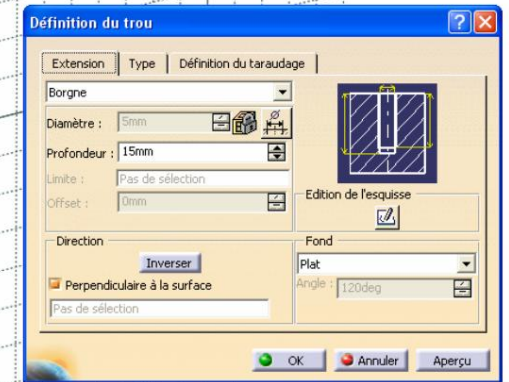 Définition du trou
Extension
Type
Définition du taraudage
Borgne
Diamètre : 5mm
Profondeur : 15mm
Limite : Pas de sélection
Offset : 0mm
Edition de l'esquisse
Direction
Inverser
Perpendiculaire à la surface
Pas de sélection
Fond
Plat
Angle : 120deg
OK
Annuler
Aperçu